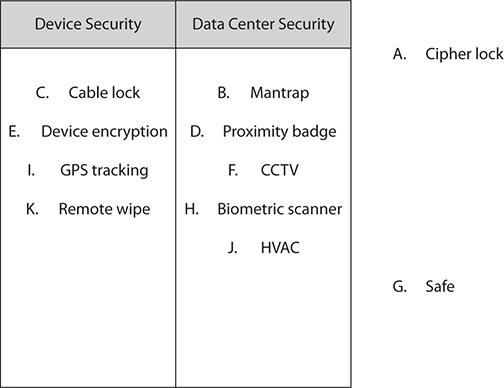 Device Security
Data Center Security
A. Cipher lock
C. Cable lock
B. Mantrap
E. Device encryption
D. Proximity badge
I. GPS tracking
F. CCTV
K. Remote wipe
H. Biometric scanner
J. HVAC
G. Safe